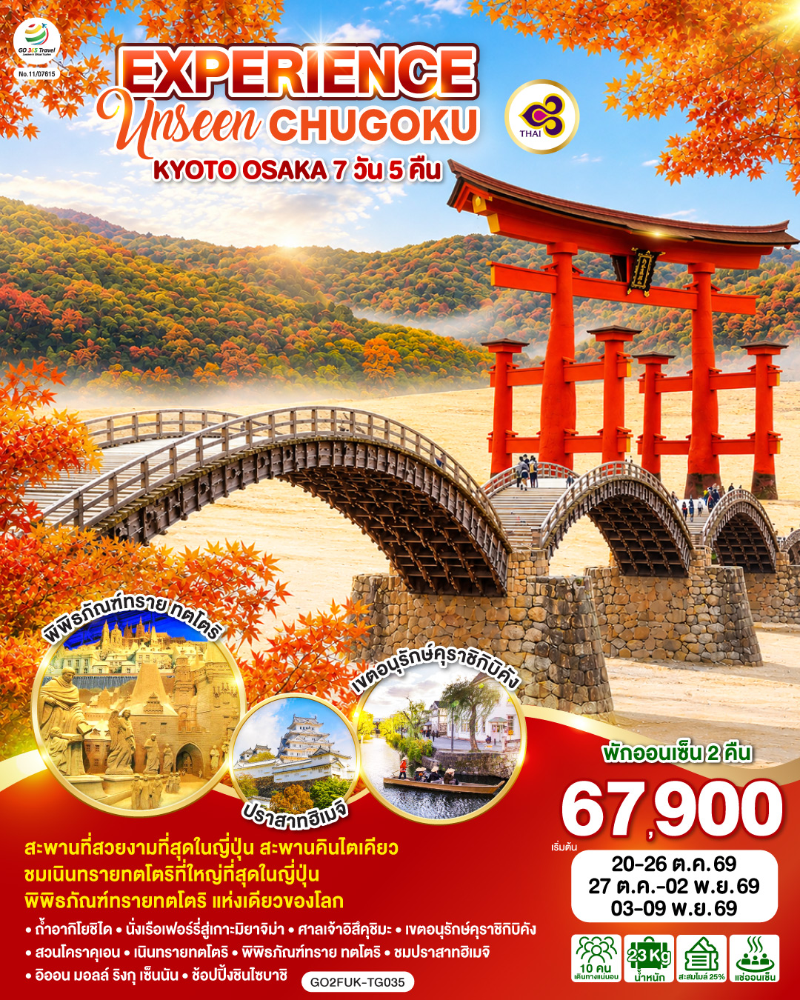 GO 365 Travel
Leaders in Global Tourism
No.11/07615
EXPERIENCE
Unseen CHUGOKU
THAI
KYOTO OSAKA 7 วัน 5 คืน
พิพิธภัณฑ์ทราย ทตโตริ
เขตอนุรักษ์คุราชิกิบิคัง
ปราสาทฮิเมจิ
พักออนเซ็น 2 คืน
67,900
เริ่มต้น
20-26 ต.ค.69
27 ต.ค.-02 พ.ย.69
03-09 พ.ย.69
สะพานที่สวยงามที่สุดในญี่ปุ่น สะพานคินไตเคียว
ชมเนินทรายทตโตริที่ใหญ่ที่สุดในญี่ปุ่น
พิพิธภัณฑ์ทรายทตโตริ แห่งเดียวของโลก
• ถ้ำอากิโยชิได • นั่งเรือเฟอร์รี่สู่เกาะมิยาจิม่า • ศาลเจ้าอิสึคุชิมะ • เขตอนุรักษ์คุราชิกิบิคัง
• สวนโคราคุเอน • เนินทรายทตโตริ • พิพิธภัณฑ์ทราย ทตโตริ • ชมปราสาทฮิเมจิ
• อิออน มอลล์ ริงกุ เซ็นนัน • ช้อปปิ้งชินไซบาชิ
GO2FUK-TG035
10 คน
เดินทางแน่นอน
23 Kg
น้ำหนัก
สะสมไมล์ 25%
แช่ออนเซ็น